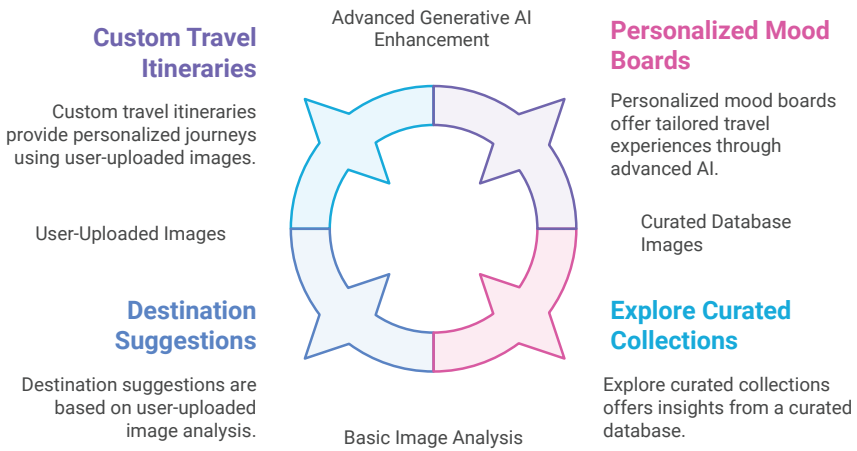 Advanced Generative AI
Enhancement
Custom Travel
Itineraries
Custom travel itineraries
provide personalized journeys
using user-uploaded images.
Personalized Mood
Boards
Personalized mood boards
offer tailored travel
experiences through
advanced AI.
User-Uploaded Images
Curated Database
Images
Destination
Suggestions
Destination suggestions are
based on user-uploaded
image analysis.
Explore Curated
Collections
Explore curated collections
offers insights from a curated
database.
Basic Image Analysis